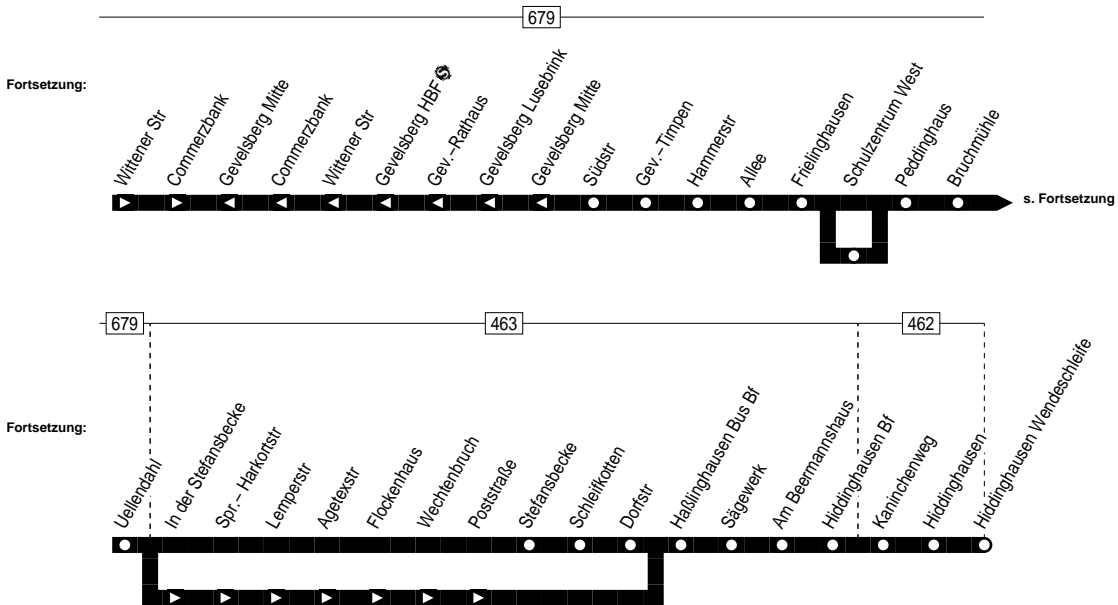 679
Fortsetzung:
Wittener Str
Commerzbank
Gevelsberg Mitte
Commerzbank
Wittener Str
Gevelsberg HBF S
Gev.–Rathaus
Gevelsberg Lusebrink
Gevelsberg Mitte
Südstr
Gev.–Timpen
Hammerstr
Allee
Frielinghausen
Schulzentrum West
Peddinghaus
Bruchmühle
s. Fortsetzung
679
463
462
Fortsetzung:
Uellendahl
In der Stefansbecke
Spr.– Harkortstr
Lemperstr
Agetexstr
Flockenhaus
Wechtenbruch
Poststraße
Stefansbecke
Schleifkotten
Dorfstr
Haßlinghausen Bus Bf
Sägewerk
Am Beermannshaus
Hiddinghausen Bf
Kaninchenweg
Hiddinghausen
Hiddinghausen Wendeschleife